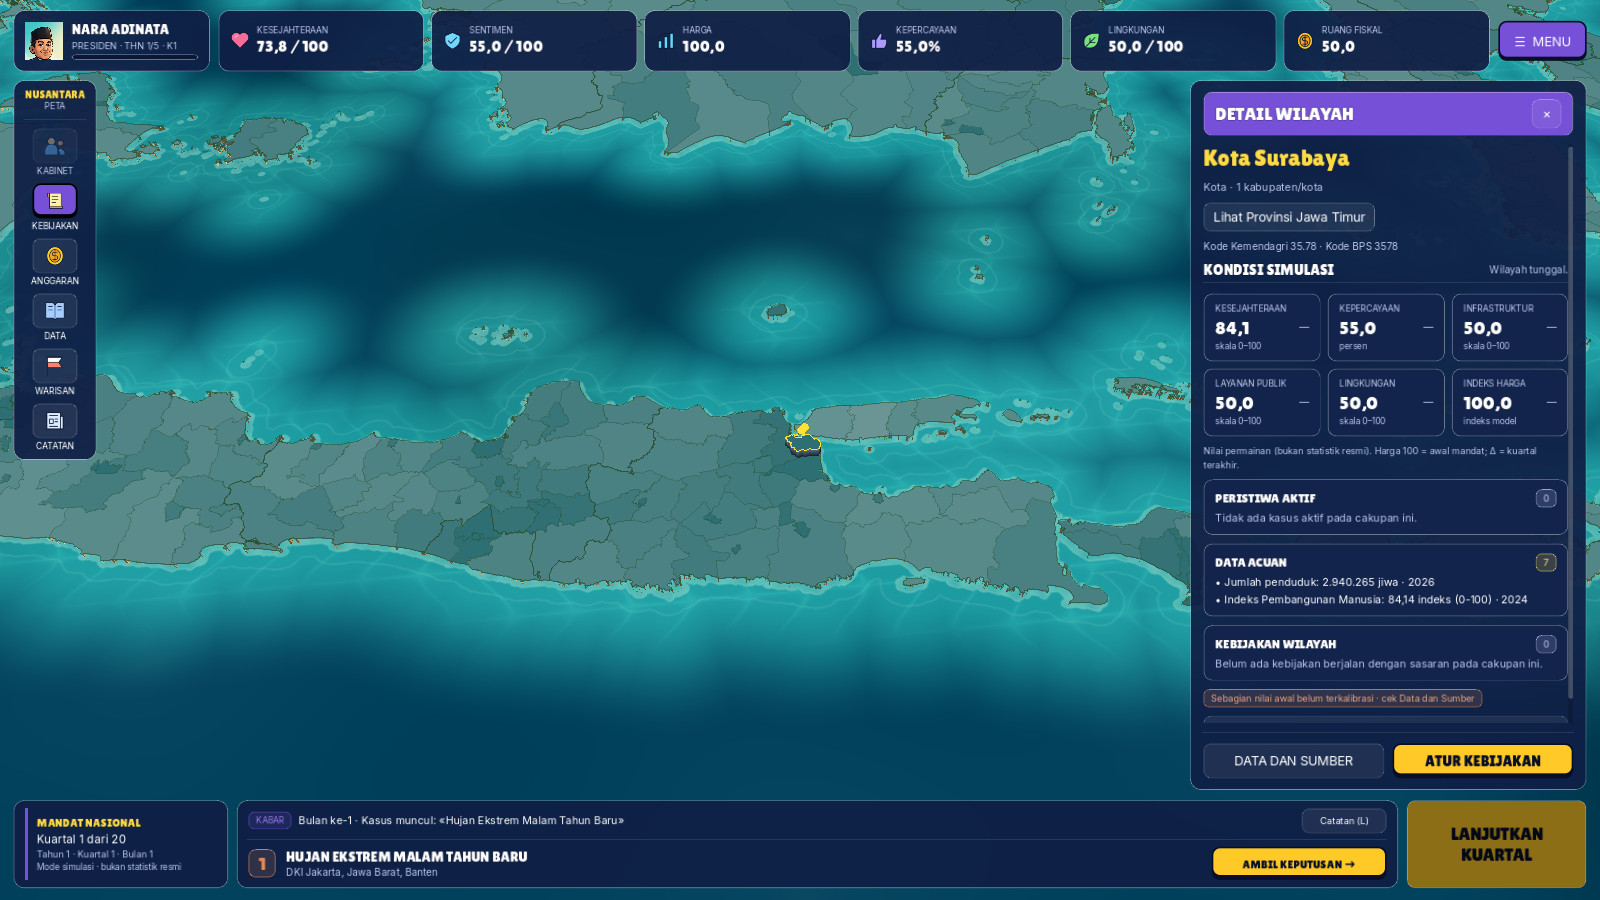 NARA ADINATA
PRESIDEN · THN 1/5 · K1
KESEJAHTERAAN
73,8 / 100
SENTIMEN
55,0 / 100
HARGA
100,0
KEPERCAYAAN
55,0%
LINGKUNGAN
50,0 / 100
RUANG FISKAL
50,0
☰ MENU
NUSANTARA
PETA
KABINET
KEBIJAKAN
ANGGARAN
DATA
WARISAN
CATATAN
DETAIL WILAYAH
×
Kota Surabaya
Kota · 1 kabupaten/kota
Lihat Provinsi Jawa Timur
Kode Kemendagri 35.78 · Kode BPS 3578
KONDISI SIMULASI
Wilayah tunggal.
KESEJAHTERAAN
84,1 —
skala 0–100
KEPERCAYAAN
55,0 —
persen
INFRASTRUKTUR
50,0 —
skala 0–100
LAYANAN PUBLIK
50,0 —
skala 0–100
LINGKUNGAN
50,0 —
skala 0–100
INDEKS HARGA
100,0 —
indeks model
Nilai permainan (bukan statistik resmi). Harga 100 = awal mandat; Δ = kuartal
terakhir.
PERISTIWA AKTIF 0
Tidak ada kasus aktif pada cakupan ini.
DATA ACUAN 7
• Jumlah penduduk: 2.940.265 jiwa · 2026
• Indeks Pembangunan Manusia: 84,14 indeks (0-100) · 2024
KEBIJAKAN WILAYAH 0
Belum ada kebijakan berjalan dengan sasaran pada cakupan ini.
Sebagian nilai awal belum terkalibrasi · cek Data dan Sumber
DATA DAN SUMBER
ATUR KEBIJAKAN
MANDAT NASIONAL
Kuartal 1 dari 20
Tahun 1 · Kuartal 1 · Bulan 1
Mode simulasi · bukan statistik resmi
KABAR
Bulan ke-1 · Kasus muncul: «Hujan Ekstrem Malam Tahun Baru»
Catatan (L)
1
HUJAN EKSTREM MALAM TAHUN BARU
DKI Jakarta, Jawa Barat, Banten
AMBIL KEPUTUSAN →
LANJUTKAN
KUARTAL